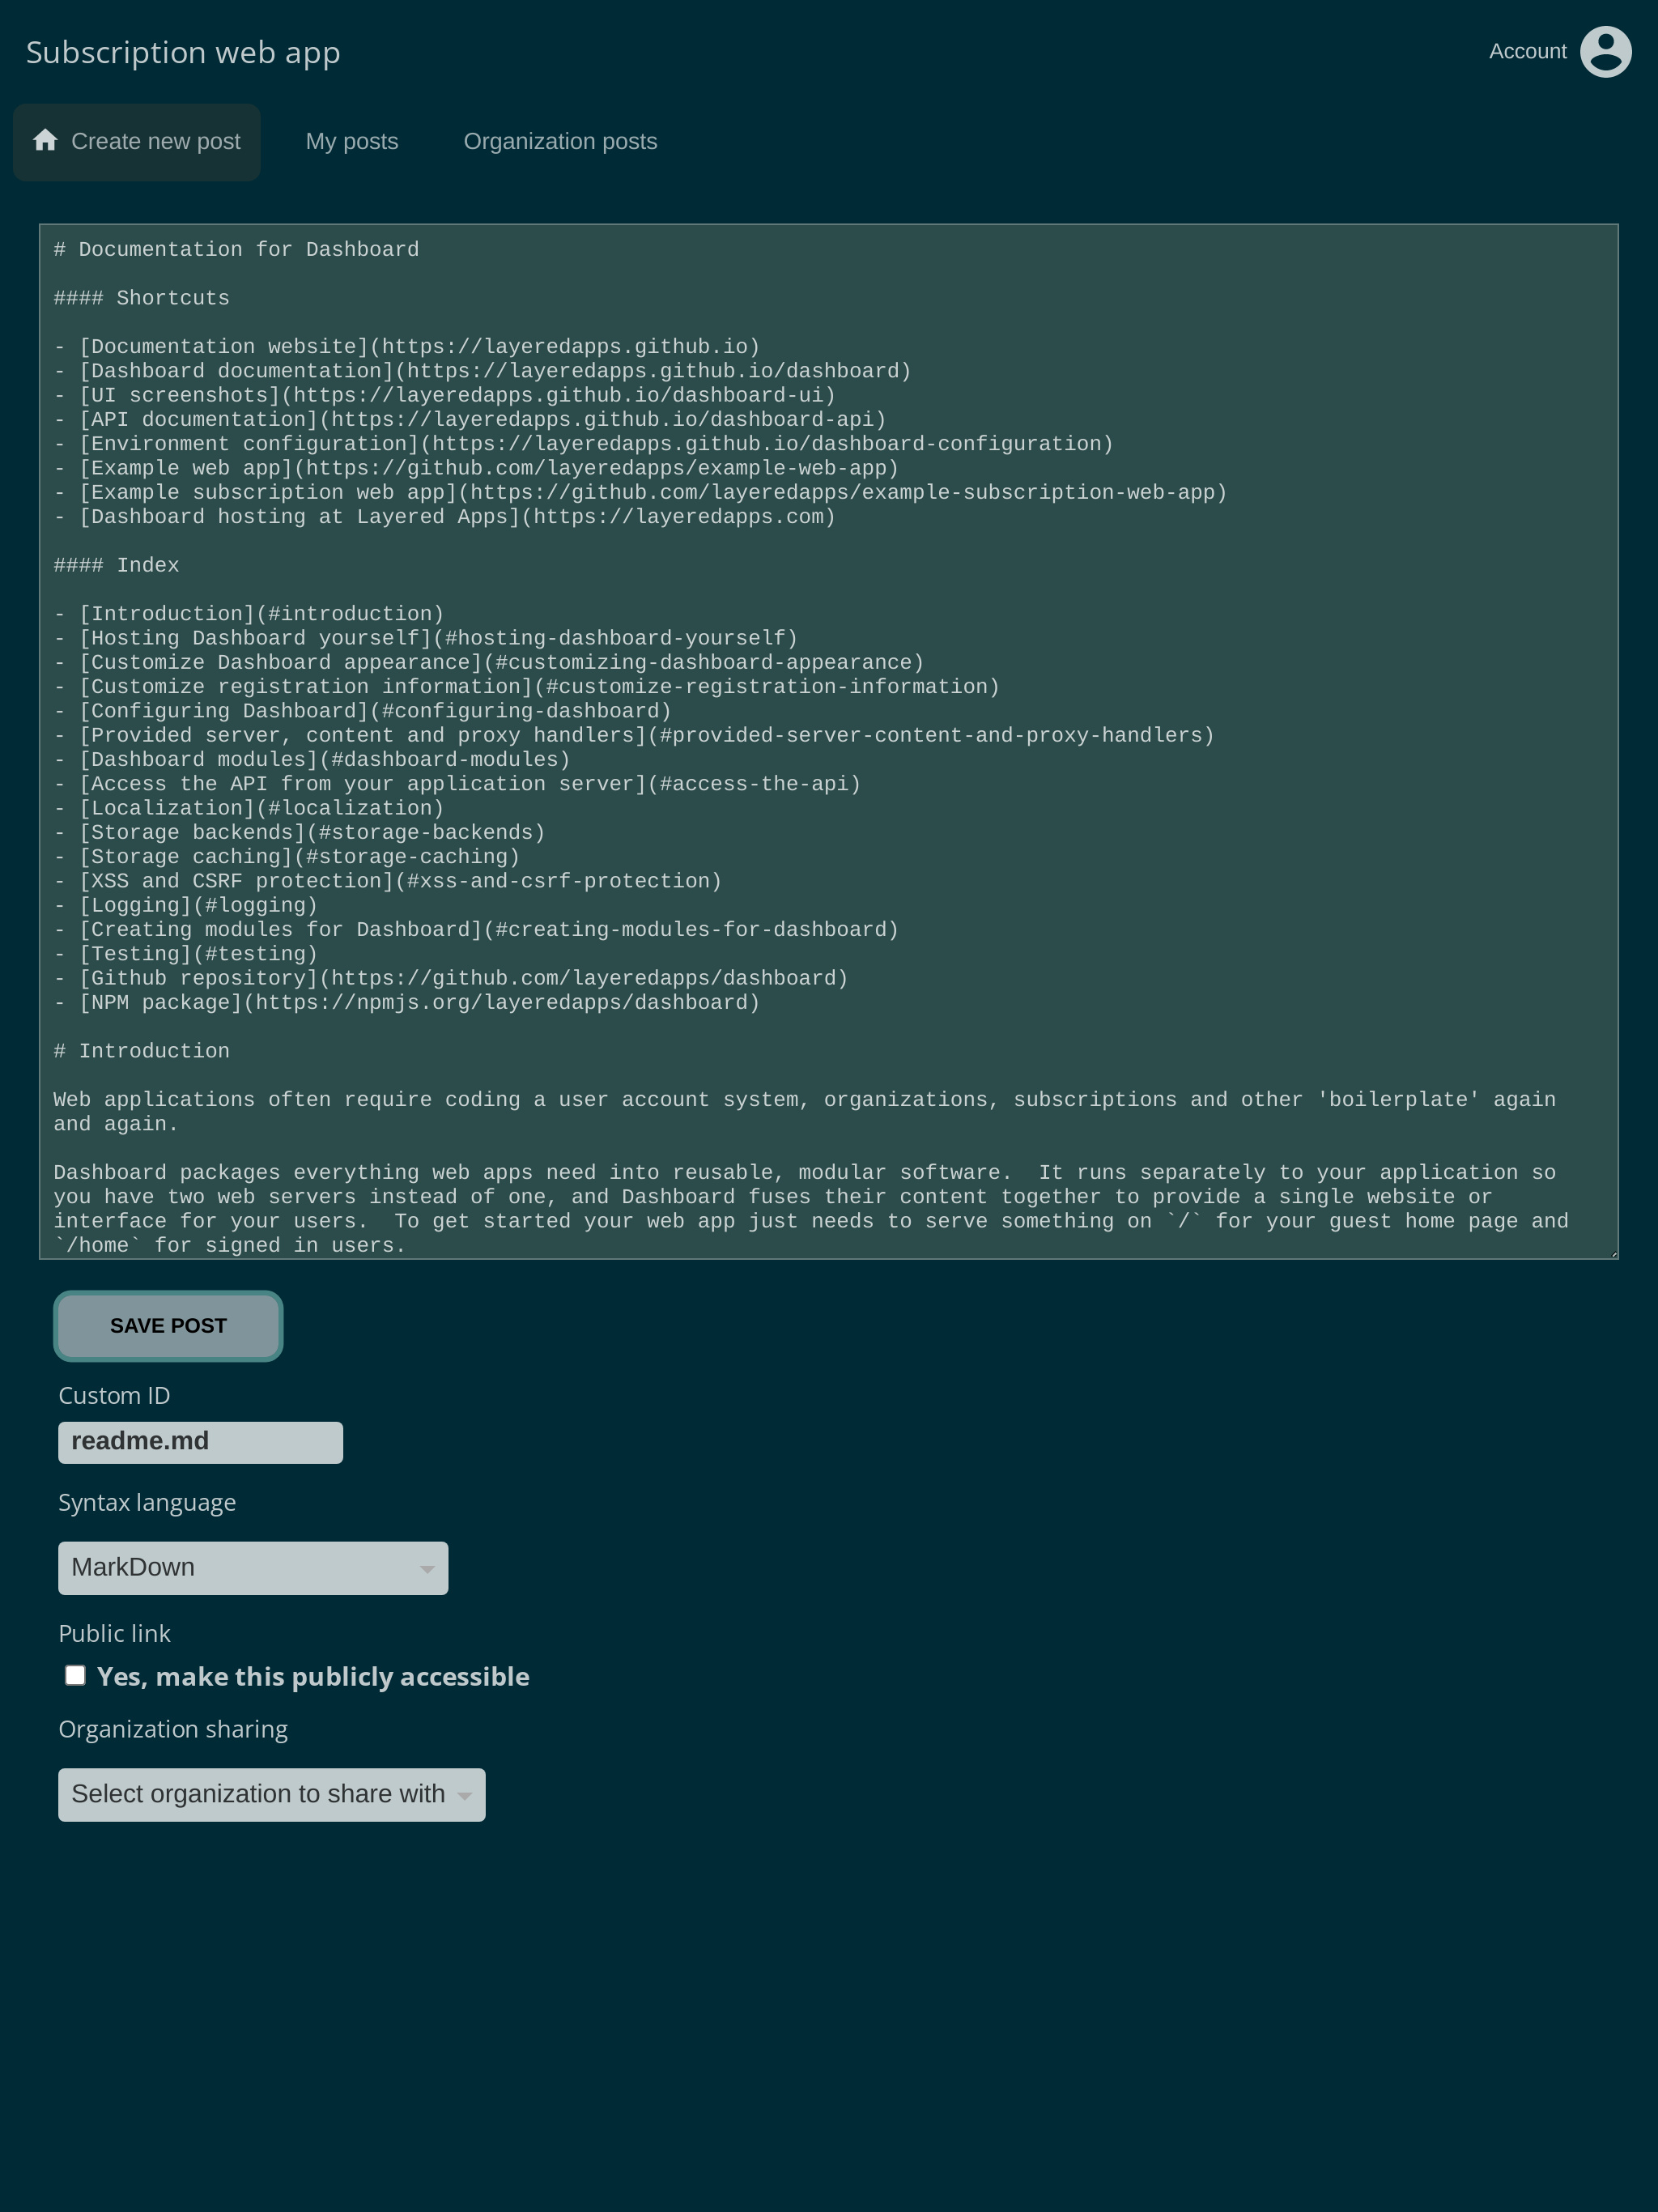 Subscription web app
Account
Create new post
My posts
Organization posts
# Documentation for Dashboard
#### Shortcuts
- [Documentation website](https://layeredapps.github.io)
- [Dashboard documentation](https://layeredapps.github.io/dashboard)
- [UI screenshots](https://layeredapps.github.io/dashboard-ui)
- [API documentation](https://layeredapps.github.io/dashboard-api)
- [Environment configuration](https://layeredapps.github.io/dashboard-configuration)
- [Example web app](https://github.com/layeredapps/example-web-app)
- [Example subscription web app](https://github.com/layeredapps/example-subscription-web-app)
- [Dashboard hosting at Layered Apps](https://layeredapps.com)
#### Index
- [Introduction](#introduction)
- [Hosting Dashboard yourself](#hosting-dashboard-yourself)
- [Customize Dashboard appearance](#customizing-dashboard-appearance)
- [Customize registration information](#customize-registration-information)
- [Configuring Dashboard](#configuring-dashboard)
- [Provided server, content and proxy handlers](#provided-server-content-and-proxy-handlers)
- [Dashboard modules](#dashboard-modules)
- [Access the API from your application server](#access-the-api)
- [Localization](#localization)
- [Storage backends](#storage-backends)
- [Storage caching](#storage-caching)
- [XSS and CSRF protection](#xss-and-csrf-protection)
- [Logging](#logging)
- [Creating modules for Dashboard](#creating-modules-for-dashboard)
- [Testing](#testing)
- [Github repository](https://github.com/layeredapps/dashboard)
- [NPM package](https://npmjs.org/layeredapps/dashboard)
# Introduction
Web applications often require coding a user account system, organizations, subscriptions and other 'boilerplate' again
and again.
Dashboard packages everything web apps need into reusable, modular software.  It runs separately to your application so
you have two web servers instead of one, and Dashboard fuses their content together to provide a single website or
interface for your users.  To get started your web app just needs to serve something on `/` for your guest home page and
`/home` for signed in users.
SAVE POST
Custom ID
readme.md
Syntax language
MarkDown
Public link
Yes, make this publicly accessible
Organization sharing
Select organization to share with